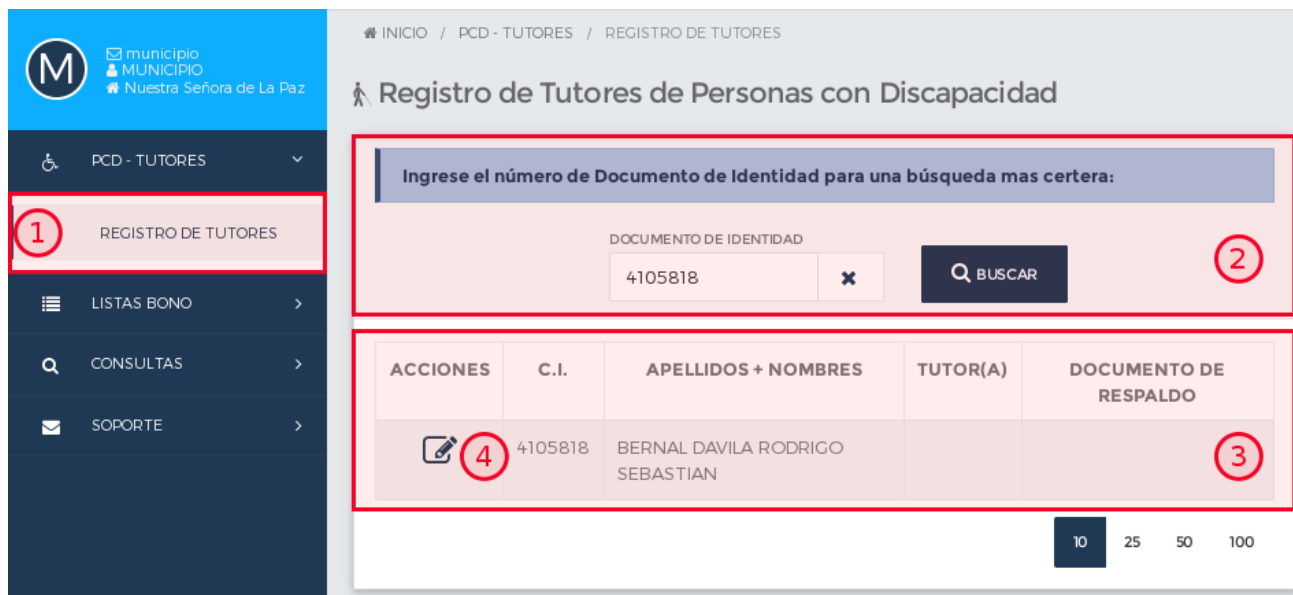 M
municipio
MUNICIPIO
Nuestra Señora de La Paz
PCD - TUTORES
1
REGISTRO DE TUTORES
LISTAS BONO
CONSULTAS
SOPORTE
INICIO / PCD - TUTORES / REGISTRO DE TUTORES
Registro de Tutores de Personas con Discapacidad
Ingrese el número de Documento de Identidad para una búsqueda mas certera:
DOCUMENTO DE IDENTIDAD
4105818
BUSCAR
2
ACCIONES C.I. APELLIDOS + NOMBRES TUTOR(A) DOCUMENTO DE
RESPALDO
4 4105818 BERNAL DAVILA RODRIGO
SEBASTIAN
3
10 25 50 100